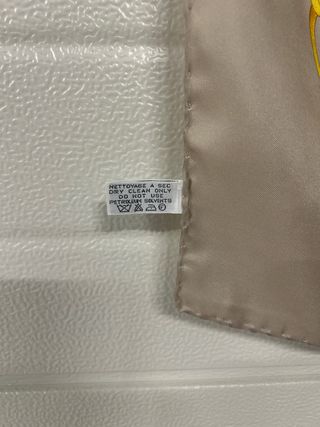 NETTOYAGE A SEC
DRY CLEAN ONLY
DO NOT USE
PETROLEUM SOLVENTS